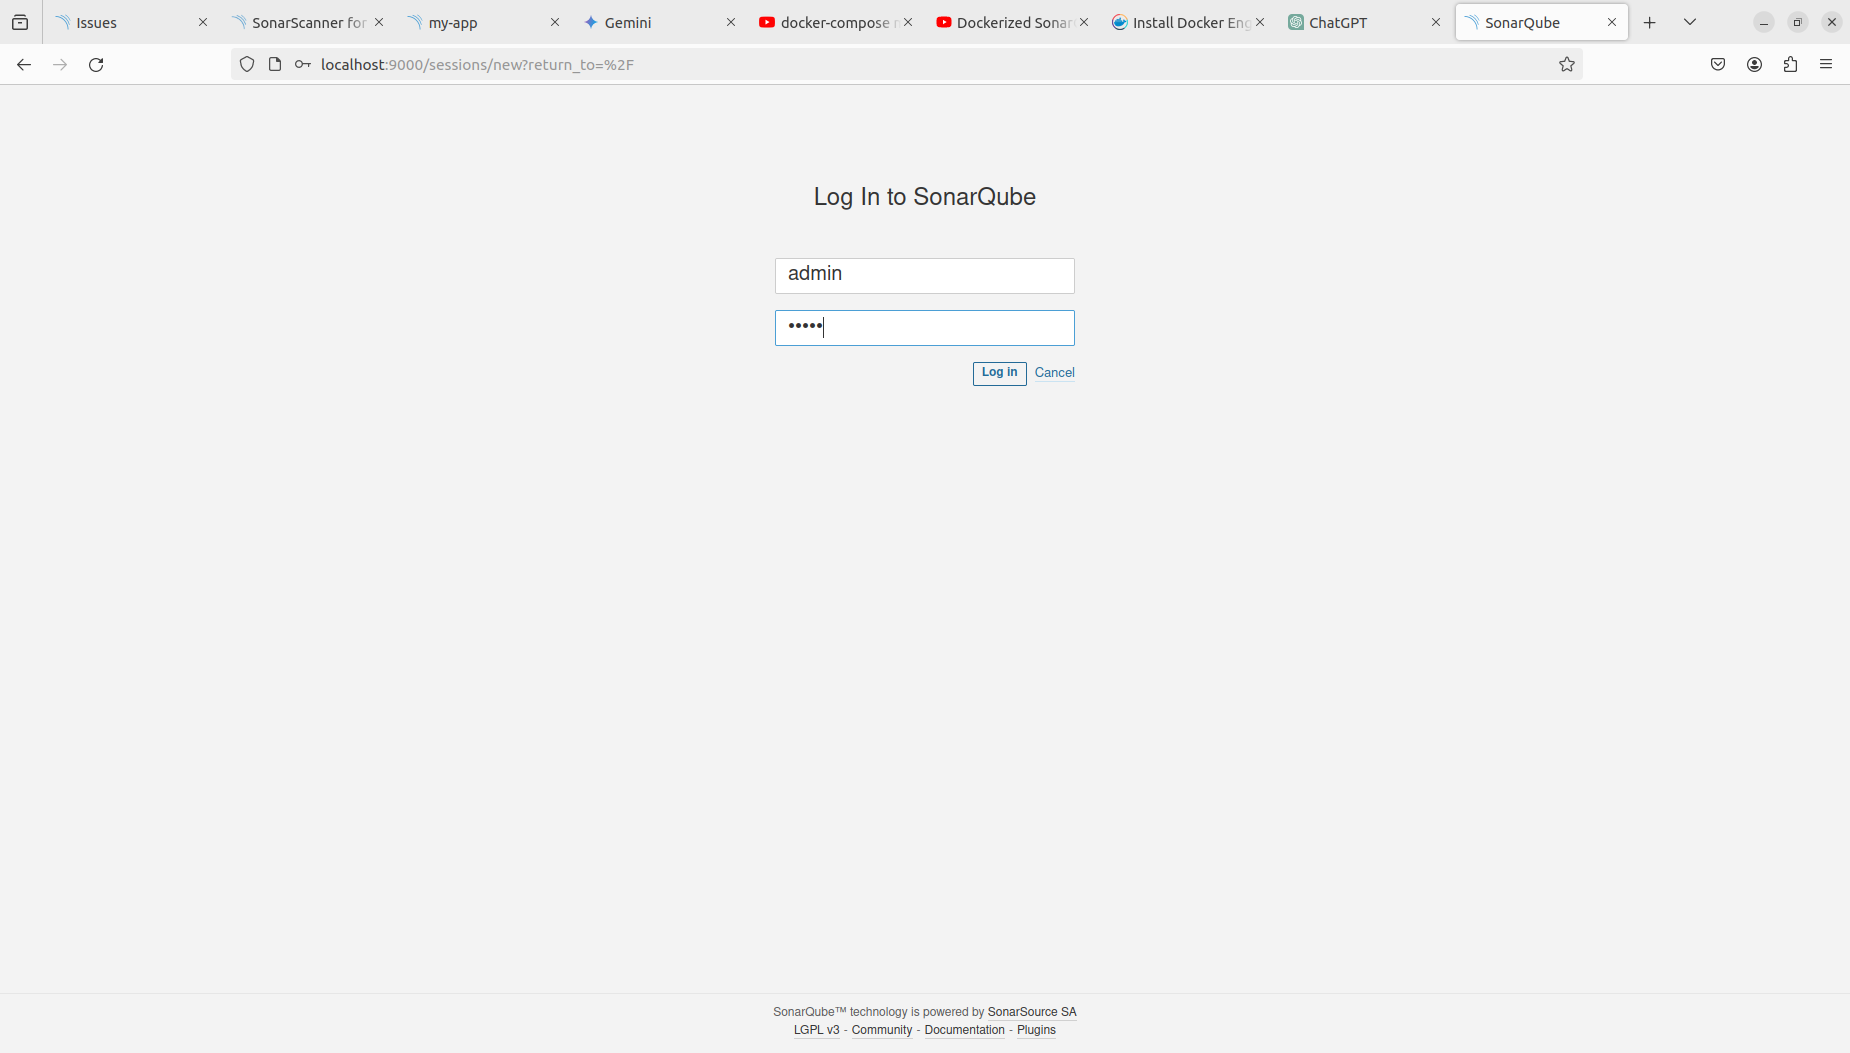 Issues
SonarScanner for
my-app
Gemini
docker-compose
Dockerized Sonar
Install Docker Eng
ChatGPT
SonarQube
localhost:9000/sessions/new?return_to=%2F
Log In to SonarQube
admin
•••••
Log in Cancel
SonarQube™ technology is powered by SonarSource SA
LGPL v3 - Community - Documentation - Plugins